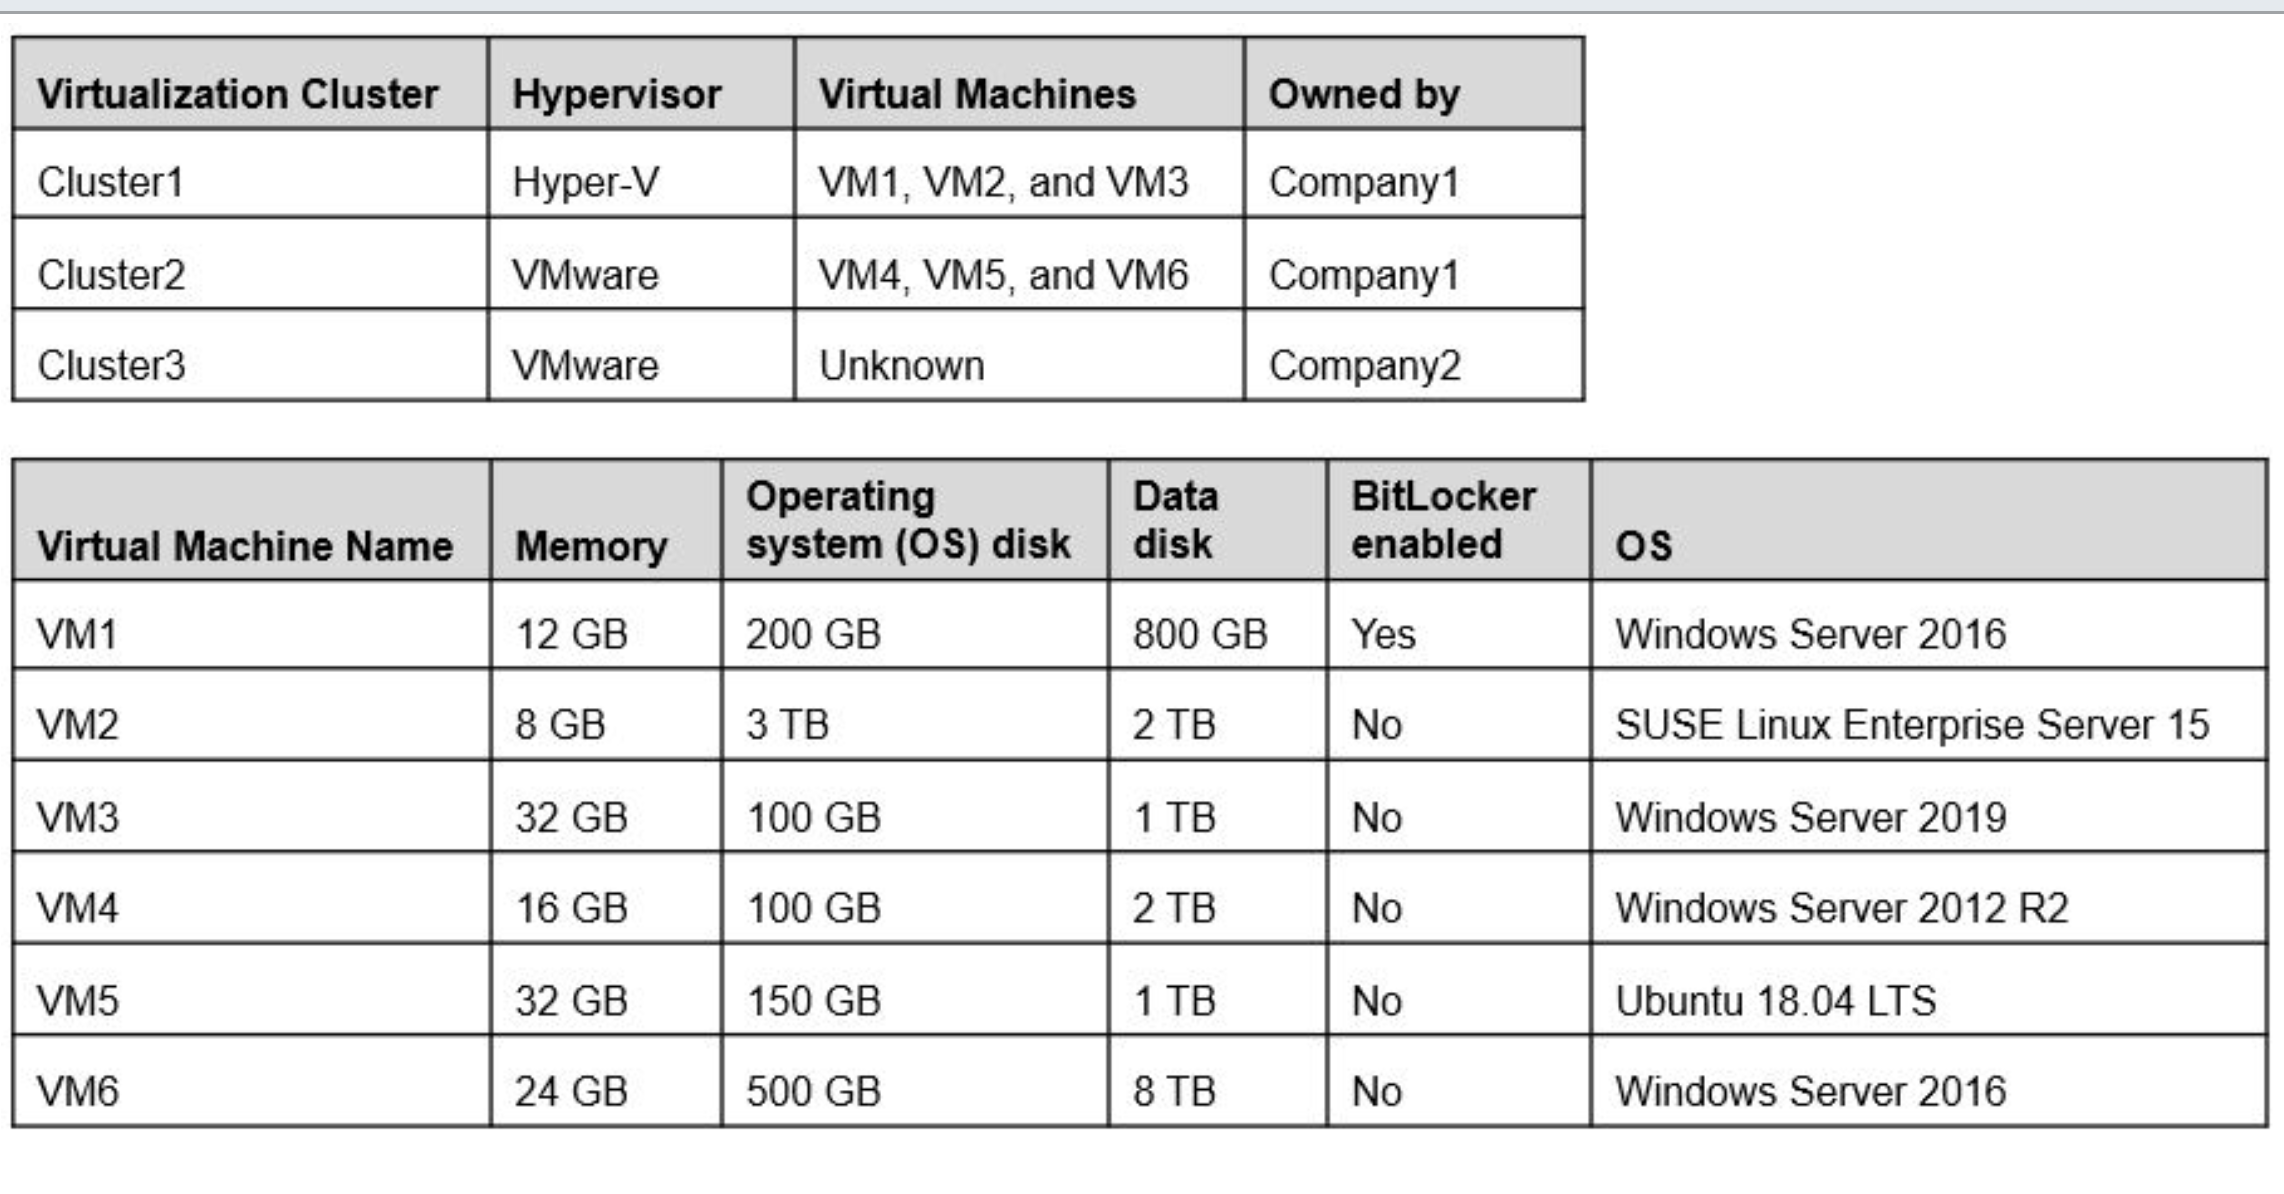 Virtualization Cluster Hypervisor Virtual Machines Owned by
Cluster1 Hyper-V VM1, VM2, and VM3 Company1
Cluster2 VMware VM4, VM5, and VM6 Company1
Cluster3 VMware Unknown Company2
Virtual Machine Name Memory Operating system (OS) disk Data disk BitLocker enabled OS
VM1 12 GB 200 GB 800 GB Yes Windows Server 2016
VM2 8 GB 3 TB 2 TB No SUSE Linux Enterprise Server 15
VM3 32 GB 100 GB 1 TB No Windows Server 2019
VM4 16 GB 100 GB 2 TB No Windows Server 2012 R2
VM5 32 GB 150 GB 1 TB No Ubuntu 18.04 LTS
VM6 24 GB 500 GB 8 TB No Windows Server 2016